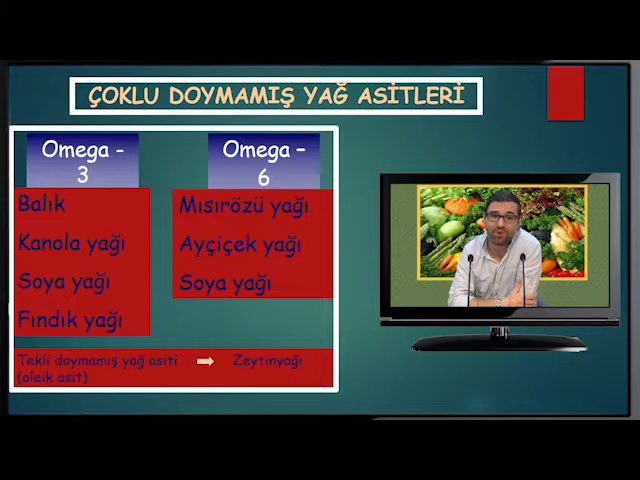 ÇOKLU DOYMAMIŞ YAĞ ASİTLERİ
Omega -
3
Balık
Kanola yağı
Soya yağı
Fındık yağı
Omega –
6
Mısırözü yağı
Ayçiçek yağı
Soya yağı
Tekli doymamış yağ asiti
(oleik asit)
Zeytinyağı